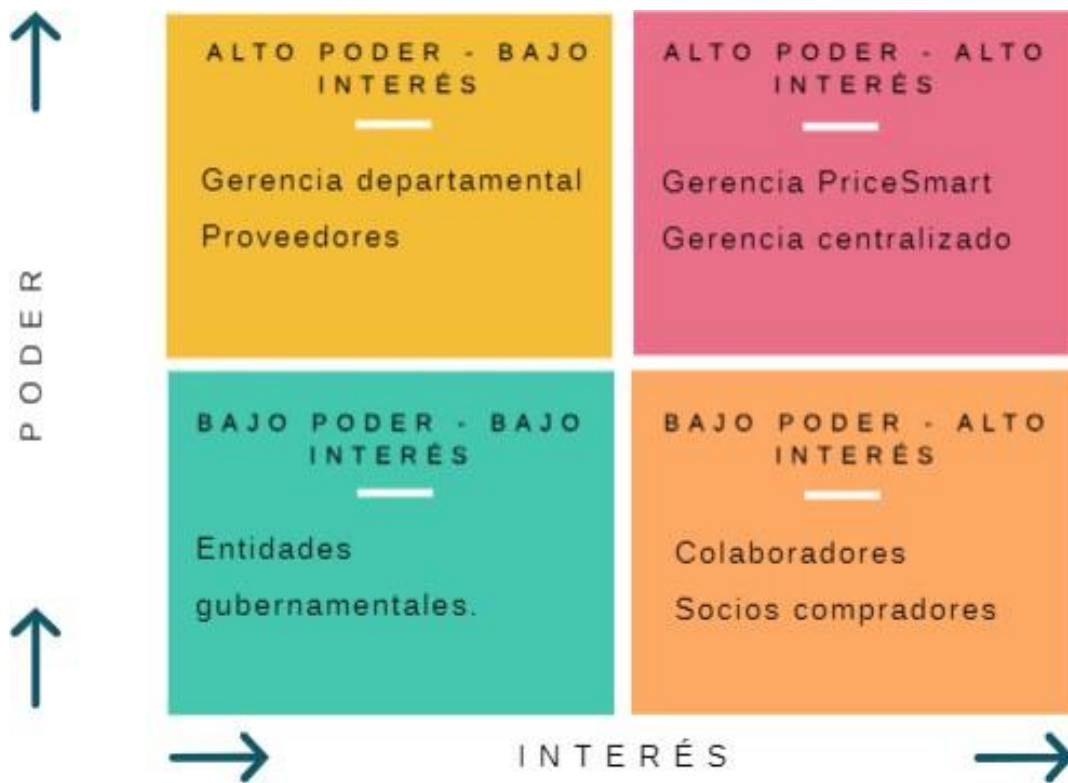 ALTO PODER - BAJO
INTERÉS
Gerencia departamental
Proveedores
ALTO PODER - ALTO
INTERÉS
Gerencia PriceSmart
Gerencia centralizado
PODER
BAJO PODER - BAJO
INTERÉS
Entidades
gubernamentales.
BAJO PODER - ALTO
INTERÉS
Colaboradores
Socios compradores
INTERÉS